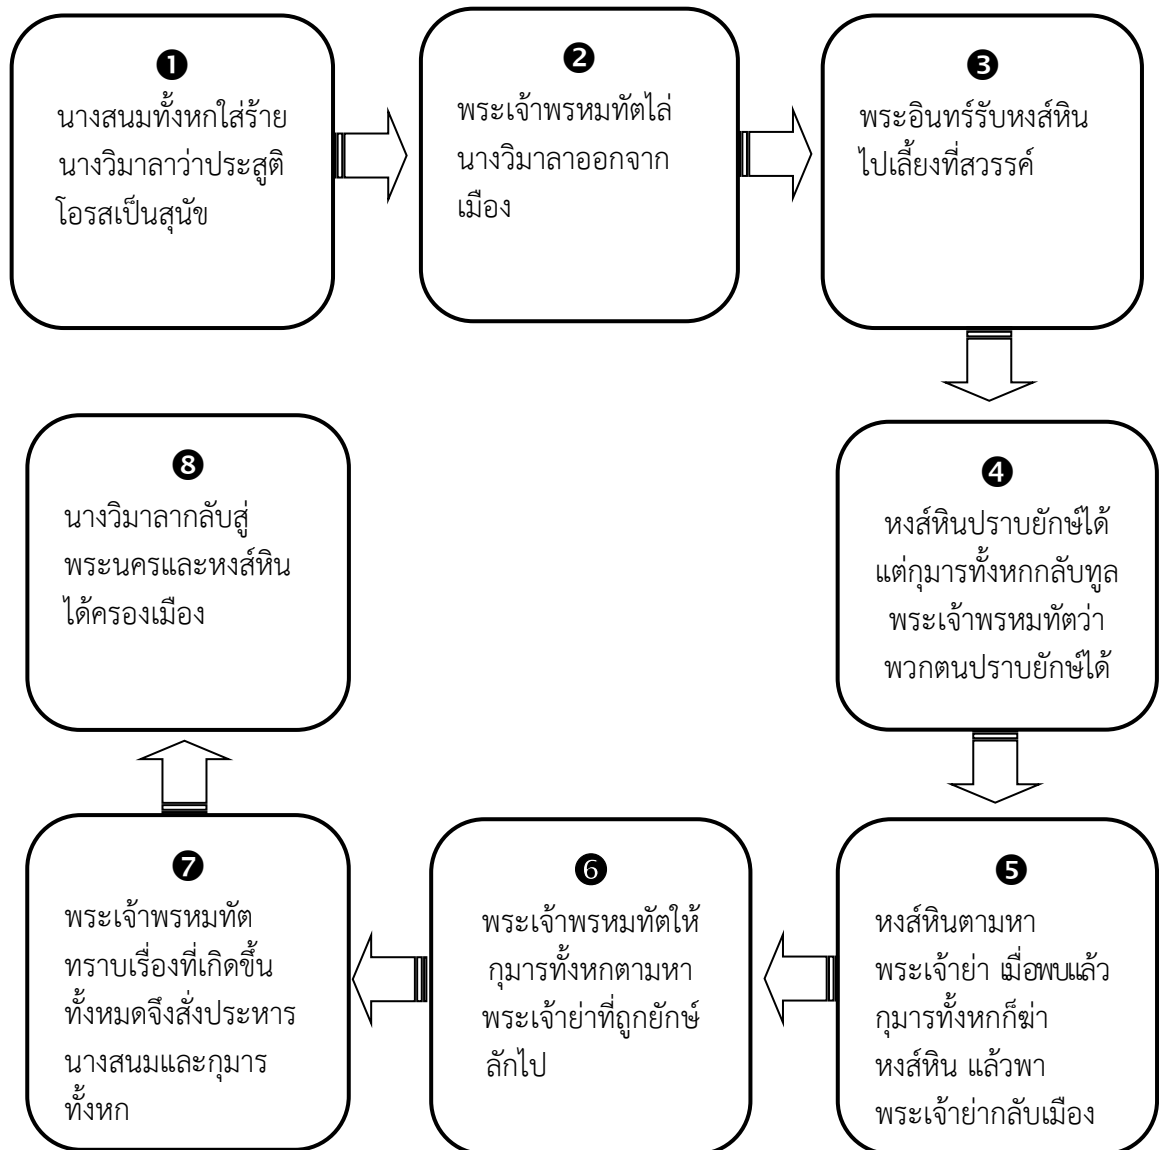 ❶
นางสนมทั้งหกใส่ร้าย
นางวิมาลาว่าประสูติ
โอรสเป็นสุนัข
❷
พระเจ้าพรหมทัตไล่
นางวิมาลาออกจาก
เมือง
❸
พระอินทร์รับหงส์หิน
ไปเลี้ยงที่สวรรค์
❹
หงส์หินปราบยักษ์ได้
แต่กุมารทั้งหกกลับทูล
พระเจ้าพรหมทัตว่า
พวกตนปราบยักษ์ได้
❺
หงส์หินตามหา
พระเจ้าย่า เมื่อพบแล้ว
กุมารทั้งหกก็ฆ่า
หงส์หิน แล้วพา
พระเจ้าย่ากลับเมือง
❻
พระเจ้าพรหมทัตให้
กุมารทั้งหกตามหา
พระเจ้าย่าที่ถูกยักษ์
ลักไป
❼
พระเจ้าพรหมทัต
ทราบเรื่องที่เกิดขึ้น
ทั้งหมดจึงสั่งประหาร
นางสนมและกุมาร
ทั้งหก
❽
นางวิมาลากลับสู่
พระนครและหงส์หิน
ได้ครองเมือง